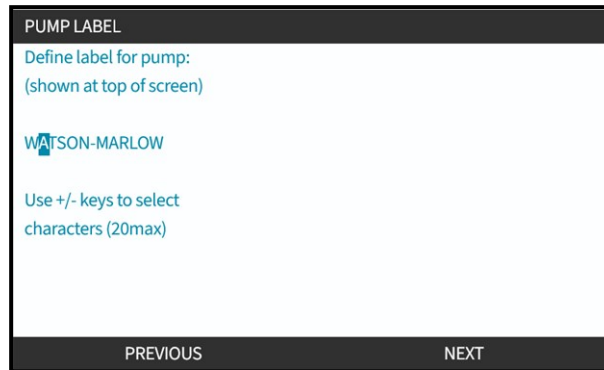 PUMP LABEL
Define label for pump:
(shown at top of screen)
WATSON-MARLOW
Use +/- keys to select
characters (20max)
PREVIOUS NEXT